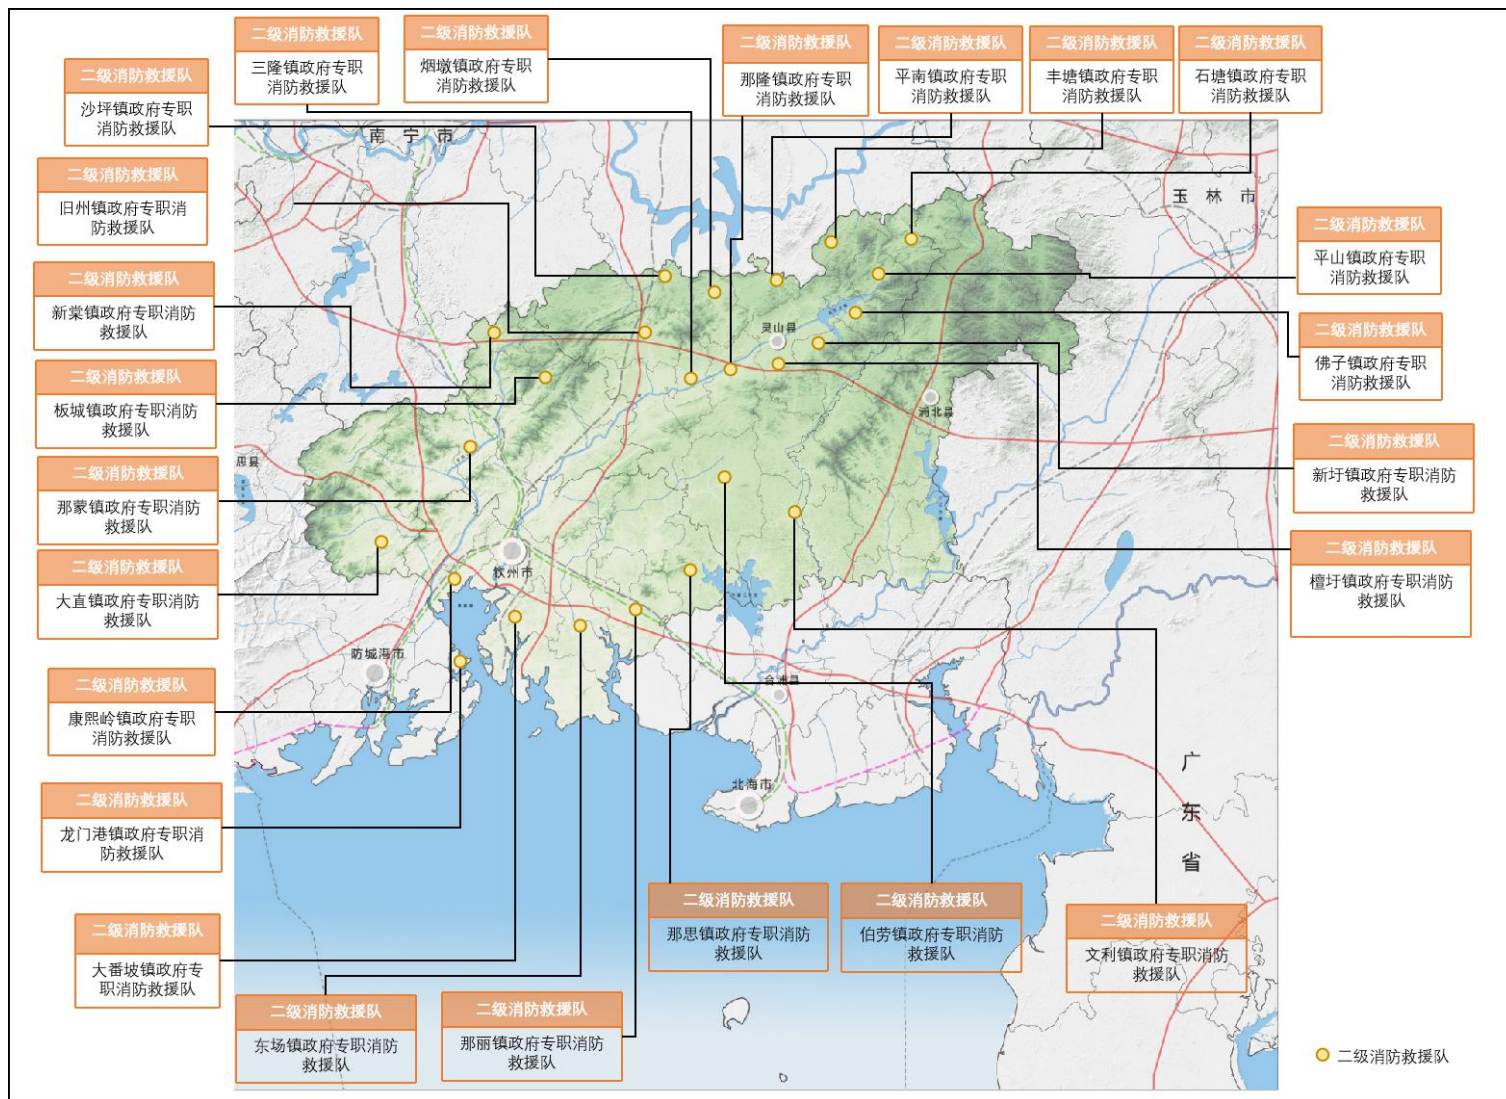 二级消防救援队
三隆镇政府专职
消防救援队
二级消防救援队
烟墩镇政府专职
消防救援队
二级消防救援队
那隆镇政府专职
消防救援队
二级消防救援队
平南镇政府专职
消防救援队
二级消防救援队
丰塘镇政府专职
消防救援队
二级消防救援队
石塘镇政府专职
消防救援队
二级消防救援队
沙坪镇政府专职
消防救援队
南宁市
二级消防救援队
旧州镇政府专职消
防救援队
玉林市
二级消防救援队
平山镇政府专职
消防救援队
二级消防救援队
新棠镇政府专职消防
救援队
灵山县
二级消防救援队
佛子镇政府专职
消防救援队
二级消防救援队
板城镇政府专职消防
救援队
浦北县
二级消防救援队
新圩镇政府专职消防
救援队
思县
二级消防救援队
那蒙镇政府专职消防
救援队
二级消防救援队
檀圩镇政府专职消防
救援队
二级消防救援队
大直镇政府专职消防
救援队
钦州市
防城港市
合浦县
二级消防救援队
康熙岭镇政府专职
消防救援队
北海市
广东省
二级消防救援队
龙门港镇政府专职消
防救援队
二级消防救援队
那思镇政府专职消防
救援队
二级消防救援队
伯劳镇政府专职消防
救援队
二级消防救援队
文利镇政府专职消防
救援队
二级消防救援队
大番坡镇政府专
职消防救援队
二级消防救援队
东场镇政府专职消防
救援队
二级消防救援队
那丽镇政府专职消防
救援队
二级消防救援队